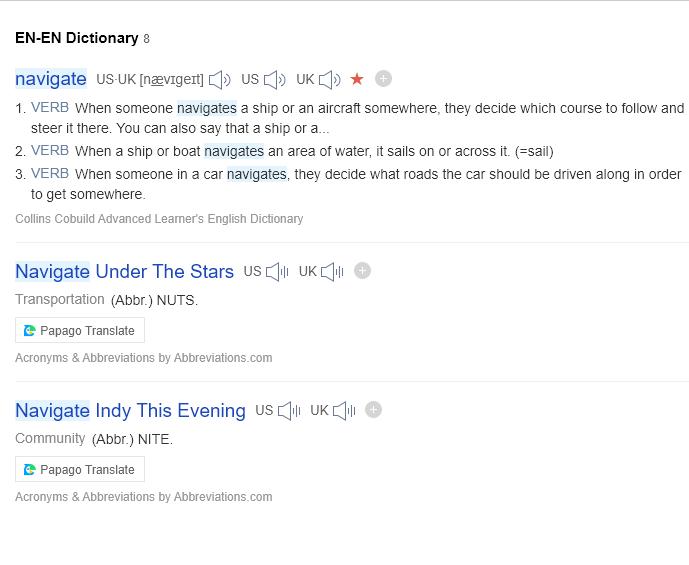 EN-EN Dictionary 8
navigate US·UK [nævɪgeɪt] US UK
1. VERB When someone navigates a ship or an aircraft somewhere, they decide which course to follow and
steer it there. You can also say that a ship or a...
2. VERB When a ship or boat navigates an area of water, it sails on or across it. (=sail)
3. VERB When someone in a car navigates, they decide what roads the car should be driven along in order
to get somewhere.
Collins Cobuild Advanced Learner's English Dictionary
Navigate Under The Stars US UK
Transportation (Abbr.) NUTS.
Papago Translate
Acronyms & Abbreviations by Abbreviations.com
Navigate Indy This Evening US UK
Community (Abbr.) NITE.
Papago Translate
Acronyms & Abbreviations by Abbreviations.com